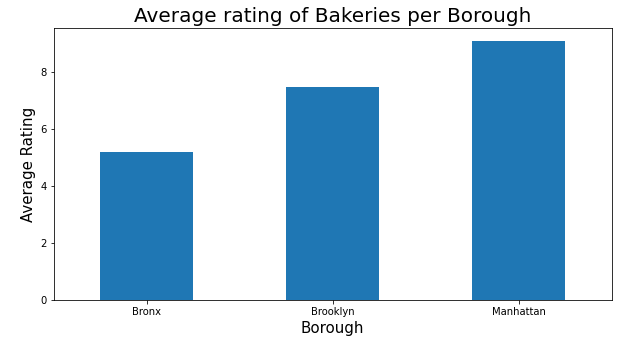 Average rating of Bakeries per Borough
8
6
4
2
0
Average Rating
Bronx Brooklyn Manhattan
Borough